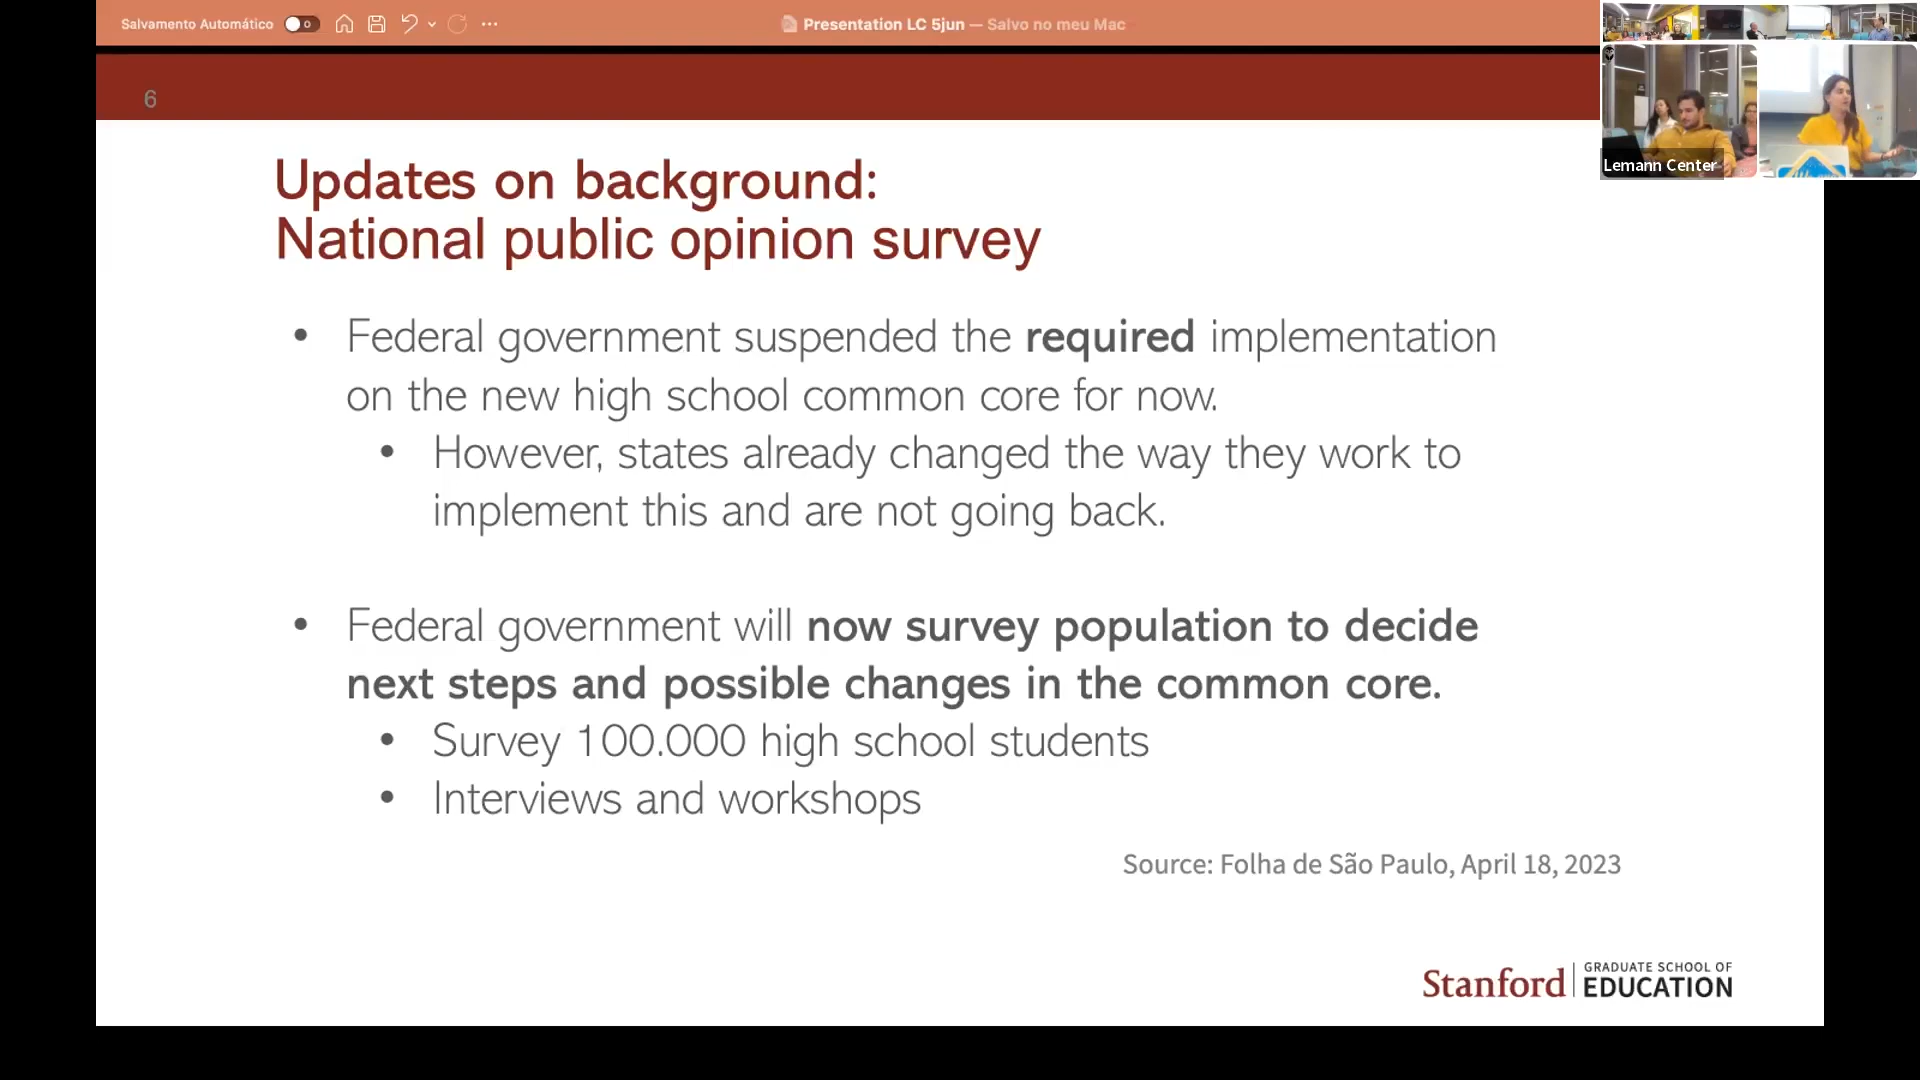 Salvamento Automático
Presentation LC 5jun — Salvo no meu Mac
6
Lemann Center
Updates on background:
National public opinion survey
• Federal government suspended the required implementation
on the new high school common core for now.
• However, states already changed the way they work to
implement this and are not going back.
• Federal government will now survey population to decide
next steps and possible changes in the common core.
• Survey 100.000 high school students
• Interviews and workshops
Source: Folha de São Paulo, April 18, 2023
Stanford
GRADUATE SCHOOL OF
EDUCATION